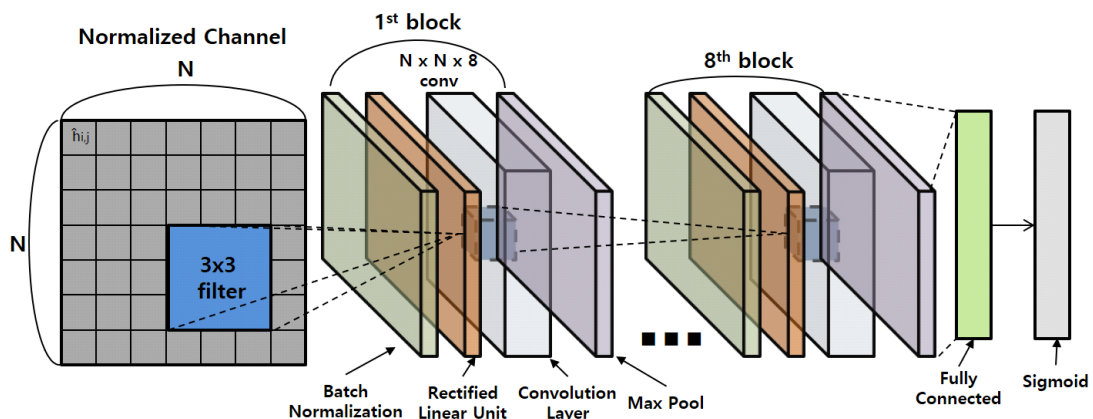 Normalized Channel
N
N
ĥi,j
3x3
filter
1st block
N x N x 8
conv
8th block
Batch
Normalization
Rectified
Linear Unit
Convolution
Layer
Max Pool
Fully
Connected
Sigmoid